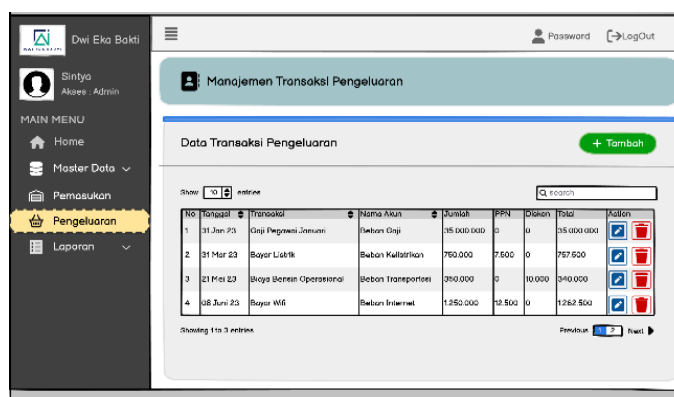 Dwi Eka Bakti
Password LogOut
Sintya
Akses : Admin
Manajemen Transaksi Pengeluaran
MAIN MENU
Home
Master Data
Pemasukan
Pengeluaran
Laporan
Data Transaksi Pengeluaran
+ Tambah
Show 10 entries
search
No Tanggal Transaksi Nama Akun Jumlah PPN Diskon Total Action
1 31 Jan 23 Gaji Pegawai Januari Beban Gaji 35.000.000 0 0 35.000.000
2 31 Mar 23 Bayar Listrik Beban Kelistrikan 750.000 7.500 0 757.500
3 21 Mei 23 Biaya Bensin Operasional Beban Transportasi 350.000 0 10.000 340.000
4 06 Juni 23 Bayar Wifi Beban Internet 1.250.000 12.500 0 1.262.500
Showing 1 to 3 entries
Previous 1 2 Next